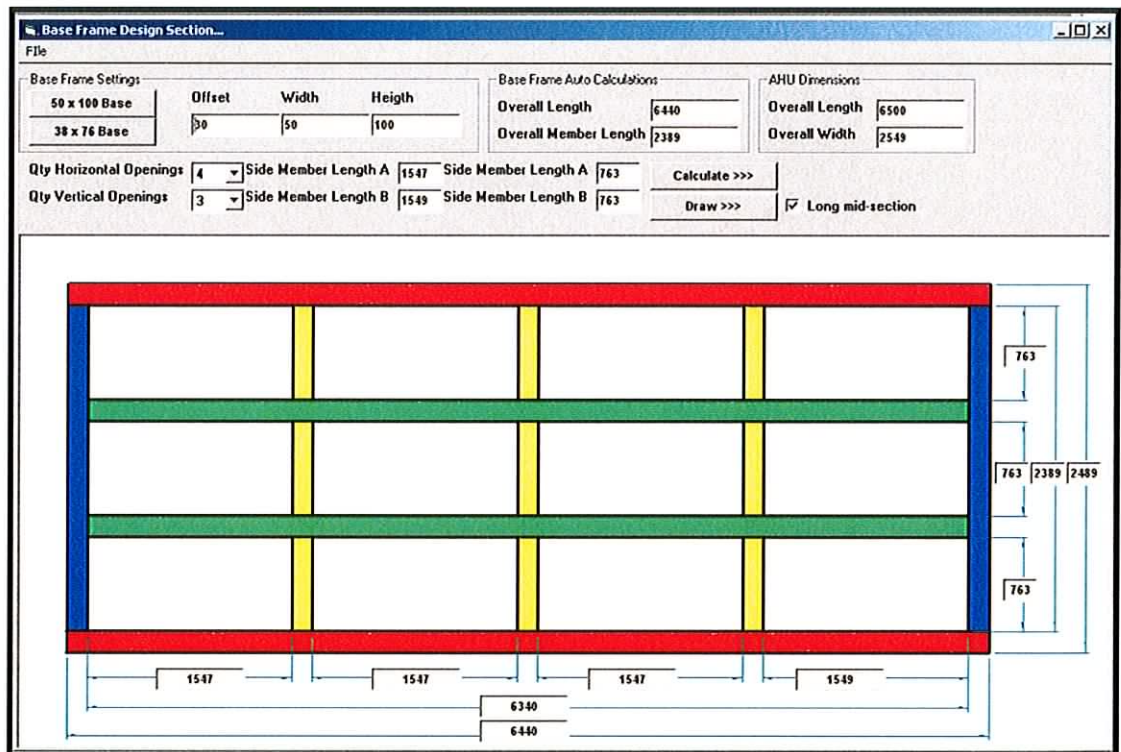 Base Frame Design Section...
FIle
Base Frame Settings
50 x 100 Base
38 x 76 Base
Offset Width Heigth
30 50 100
Base Frame Auto Calculations
Overall Length 6440
Overall Member Length 2389
AHU Dimensions
Overall Length 6500
Overall Width 2549
Qty Horizontal Openings 4 Side Member Length A 1547 Side Member Length A 763 Calculate >>>
Qty Vertical Openings 3 Side Member Length B 1549 Side Member Length B 763 Draw >>> Long mid-section
763
763 2389 2489
763
1547 1547 1547 1549
6340
6440